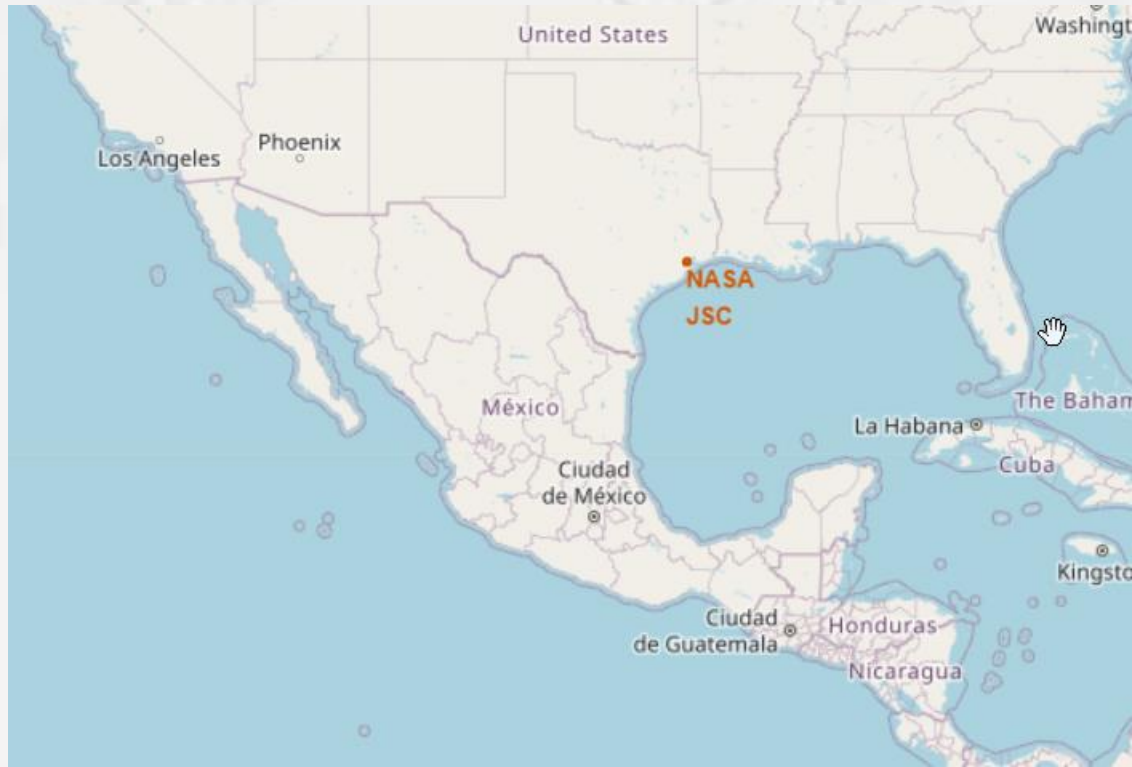 United States
Washingt
Los Angeles
Phoenix
NASA
JSC
México
La Habana
The Baham
Cuba
Ciudad
de México
Kingsto
Ciudad
de Guatemala
Honduras
Nicaragua